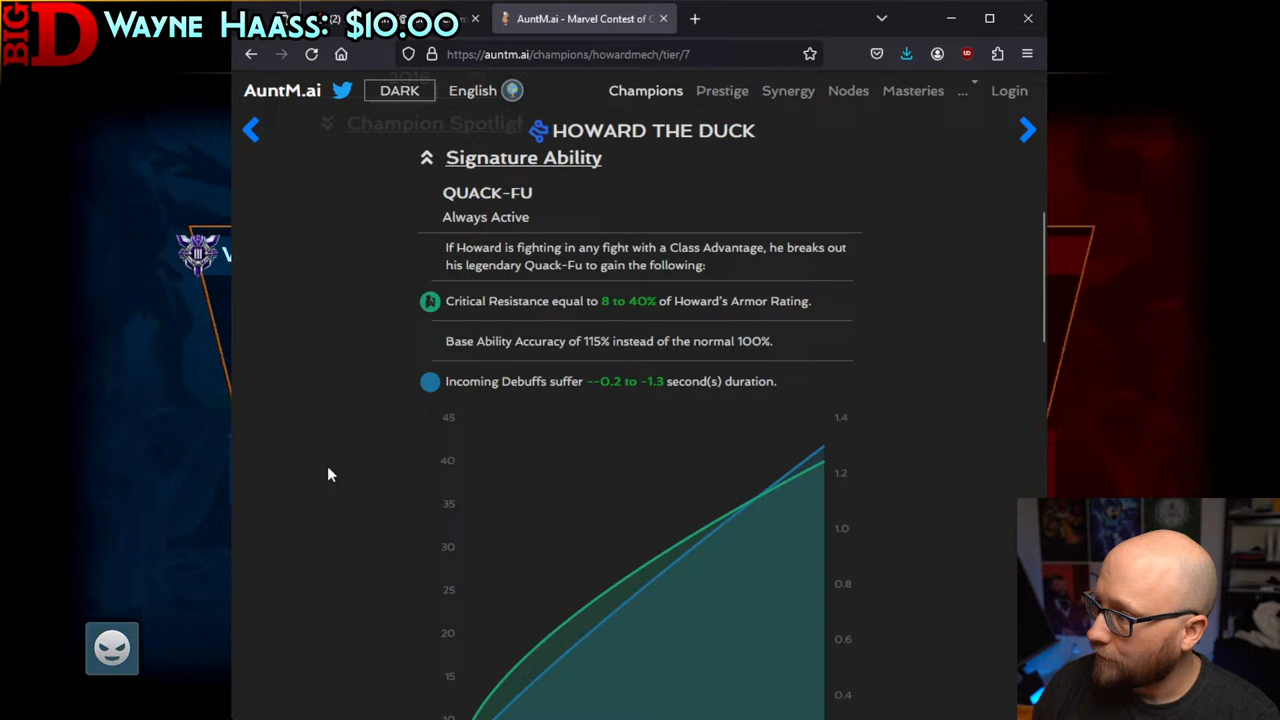 BIG D
WAYNE HAASS: $10.00
AuntM.ai - Marvel Contest of C
https://auntm.ai/champions/howardmech/tier/7
AuntM.ai DARK English Champions Prestige Synergy Nodes Masteries ... Login
Champion Spotligh
HOWARD THE DUCK
Signature Ability
QUACK-FU
Always Active
If Howard is fighting in any fight with a Class Advantage, he breaks out
his legendary Quack-Fu to gain the following:
Critical Resistance equal to 8 to 40% of Howard's Armor Rating.
Base Ability Accuracy of 115% instead of the normal 100%.
Incoming Debuffs suffer --0.2 to -1.3 second(s) duration.
45 1.4
40 1.2
35
1.0
30
25 0.8
20 0.6
15 0.4
10
III V